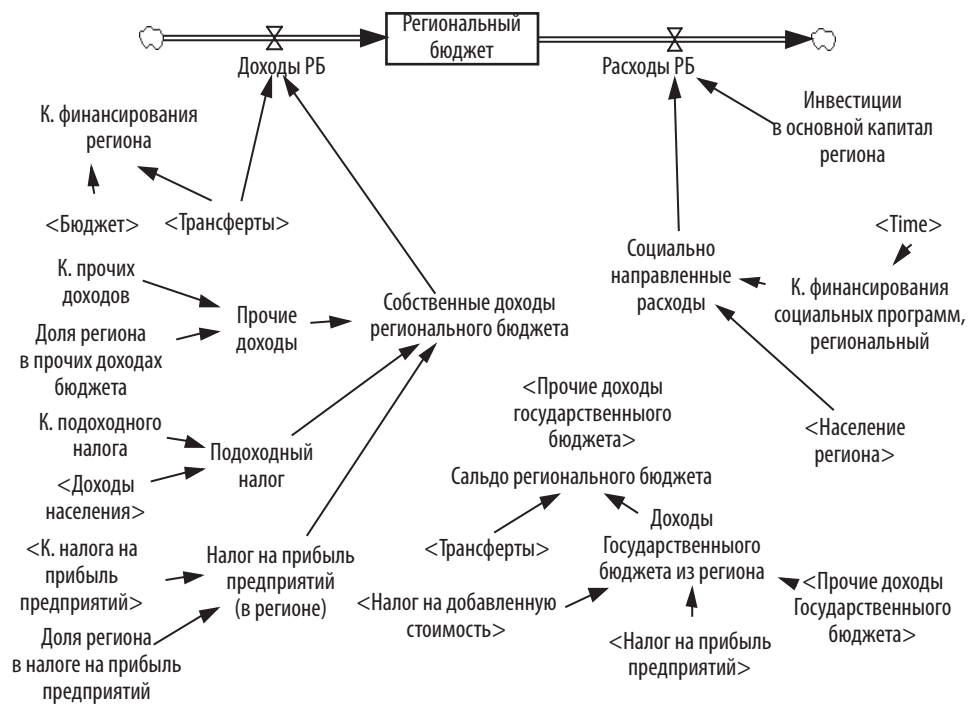 Региональный
бюджет
Доходы РБ
Расходы РБ
К. финансирования
региона
Инвестиции
в основной капитал
региона
<Бюджет>
<Трансферты>
<Time>
Социально
направленные
расходы
К. финансирования
социальных программ,
региональный
К. прочих
доходов
Прочие
доходы
Собственные доходы
регионального бюджета
Доля региона
в прочих доходах
бюджета
<Прочие доходы
государственныого
бюджета>
<Население
региона>
К. подоходного
налога
Подоходный
налог
<Доходы
населения>
Сальдо регионального бюджета
Доходы
Государственныого
бюджета из региона
<Трансферты>
<К. налога на
прибыль
предприятий>
Налог на прибыль
предприятий
(в регионе)
<Налог на добавленную
стоимость>
<Прочие доходы
Государственныого
бюджета>
Доля региона
в налоге на прибыль
предприятий
<Налог на прибыль
предприятий>